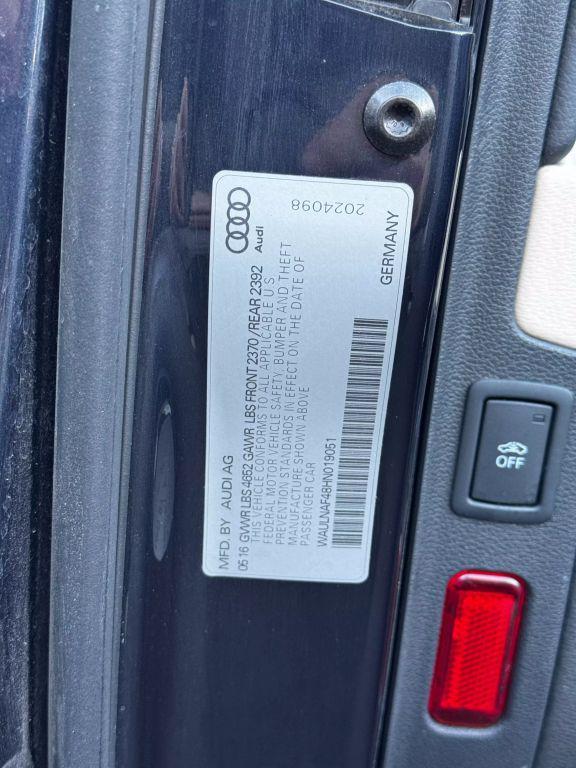 MFD. BY AUDI AG
05 16 GVWR LBS 4652 GAWR LBS FRONT 2370 / REAR 2392
THIS VEHICLE CONFORMS TO ALL APPLICABLE U.S
FEDERAL MOTOR VEHICLE SAFETY, BUMPER AND THEFT
PREVENTION STANDARDS IN EFFECT ON THE DATE OF
MANUFACTURE SHOWN ABOVE
PASSENGER CAR
WAULNAF48HN019051
Audi
GERMANY
2024098
OFF